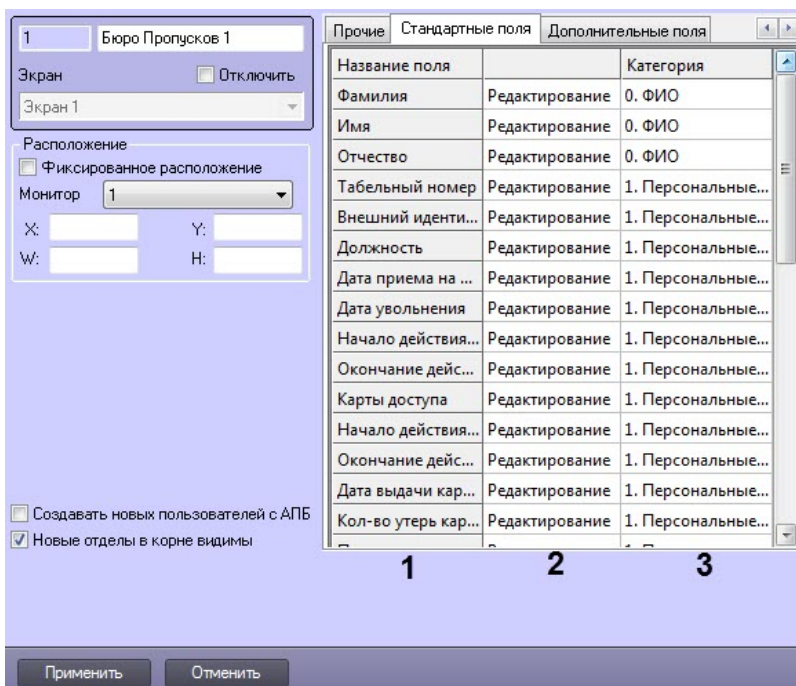 1
Бюро Пропусков 1
Экран
Отключить
Экран 1
Расположение
Фиксированное расположение
Монитор 1
X: Y:
W: H:
Создавать новых пользователей с АПБ
Новые отделы в корне видимы
Прочие Стандартные поля Дополнительные поля
Название поля Категория
Фамилия Редактирование 0. ФИО
Имя Редактирование 0. ФИО
Отчество Редактирование 0. ФИО
Табельный номер Редактирование 1. Персональные...
Внешний иденти... Редактирование 1. Персональные...
Должность Редактирование 1. Персональные...
Дата приема на ... Редактирование 1. Персональные...
Дата увольнения Редактирование 1. Персональные...
Начало действия... Редактирование 1. Персональные...
Окончание дейс... Редактирование 1. Персональные...
Карты доступа Редактирование 1. Персональные...
Начало действия... Редактирование 1. Персональные...
Окончание дейс... Редактирование 1. Персональные...
Дата выдачи кар... Редактирование 1. Персональные...
Кол-во утерь кар... Редактирование 1. Персональные...
1 2 3
Применить Отменить